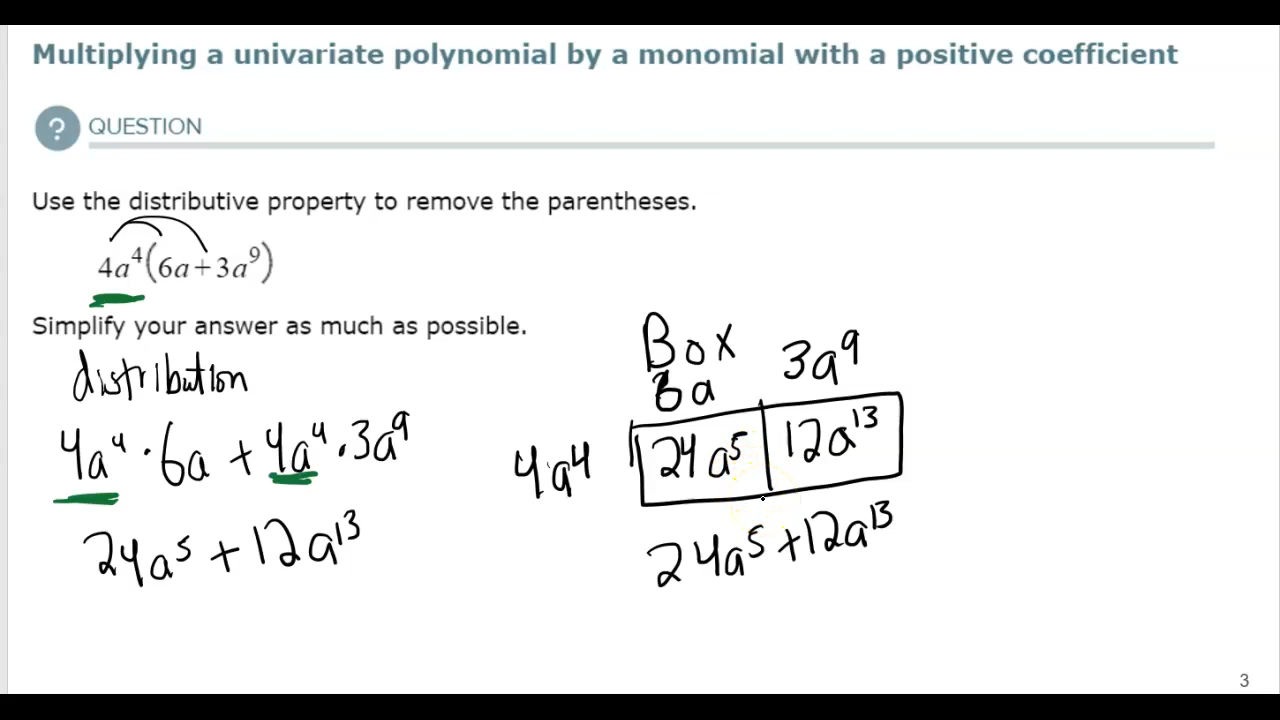 Multiplying a univariate polynomial by a monomial with a positive coefficient
? QUESTION
Use the distributive property to remove the parentheses.
4a⁴(6a+3a⁹)
Simplify your answer as much as possible.
distribution
4a⁴·6a + 4a⁴·3a⁹
24a⁵ + 12a¹³
Box
6a 3a⁹
4a⁴ 24a⁵ 12a¹³
24a⁵+12a¹³
3